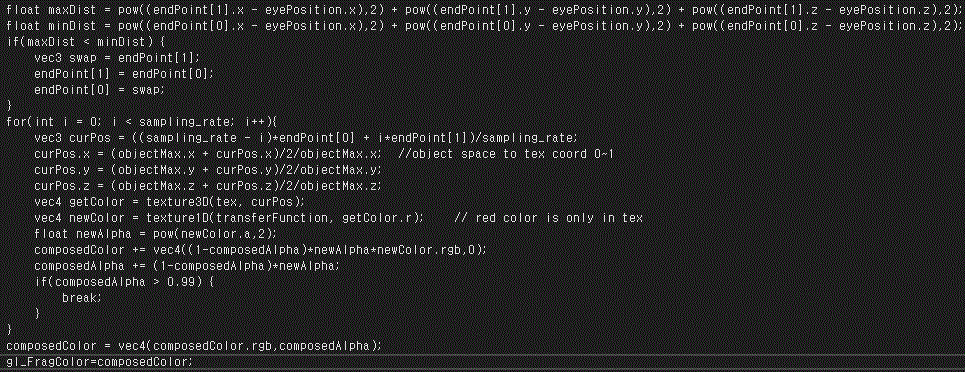 float maxDist = pow((endPoint[1].x - eyePosition.x),2) + pow((endPoint[1].y - eyePosition.y),2) + pow((endPoint[1].z - eyePosition.z),2);
float minDist = pow((endPoint[0].x - eyePosition.x),2) + pow((endPoint[0].y - eyePosition.y),2) + pow((endPoint[0].z - eyePosition.z),2);
if(maxDist < minDist) {
    vec3 swap = endPoint[1];
    endPoint[1] = endPoint[0];
    endPoint[0] = swap;
}
for(int i = 0; i < sampling_rate; i++){
    vec3 curPos = ((sampling_rate - i)*endPoint[0] + i*endPoint[1])/sampling_rate;
    curPos.x = (objectMax.x + curPos.x)/2/objectMax.x;  //object space to tex coord 0~1
    curPos.y = (objectMax.y + curPos.y)/2/objectMax.y;
    curPos.z = (objectMax.z + curPos.z)/2/objectMax.z;
    vec4 getColor = texture3D(tex, curPos);
    vec4 newColor = texture1D(transferFunction, getColor.r);    // red color is only in tex
    float newAlpha = pow(newColor.a,2);
    composedColor += vec4((1-composedAlpha)*newAlpha*newColor.rgb,0);
    composedAlpha += (1-composedAlpha)*newAlpha;
    if(composedAlpha > 0.99) {
        break;
    }
}
composedColor = vec4(composedColor.rgb,composedAlpha);
gl_FragColor=composedColor;